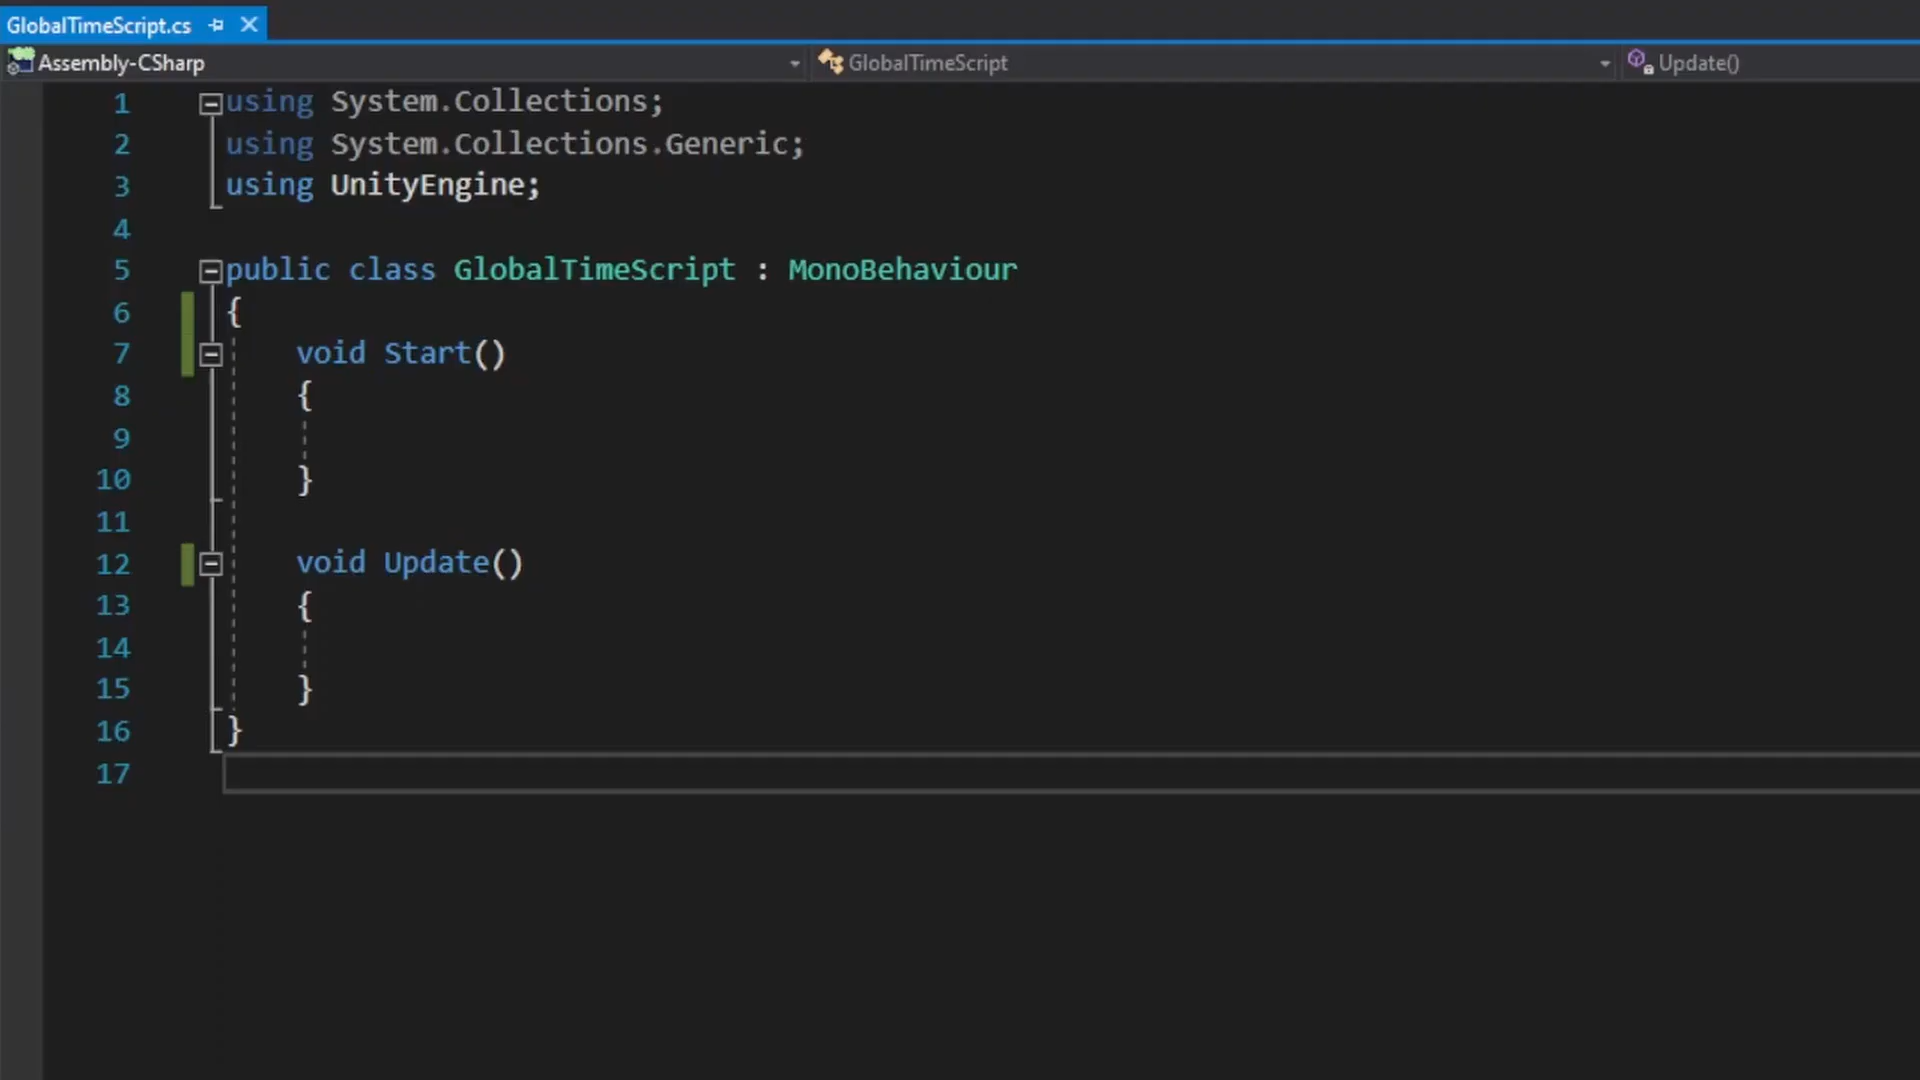 GlobalTimeScript.cs
Assembly-CSharp GlobalTimeScript Update()
1 using System.Collections;
2 using System.Collections.Generic;
3 using UnityEngine;
4
5 public class GlobalTimeScript : MonoBehaviour
6 {
7 void Start()
8 {
9
10 }
11
12 void Update()
13 {
14
15 }
16 }
17